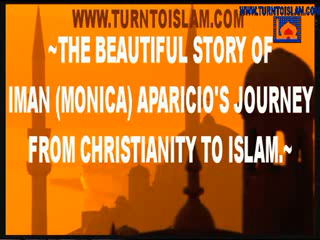 WWW.TURNTOISLAM.COM
WWW.TURNTOISLAM.COM
~THE BEAUTIFUL STORY OF
IMAN (MONICA) APARICIO'S JOURNEY
FROM CHRISTIANITY TO ISLAM.~